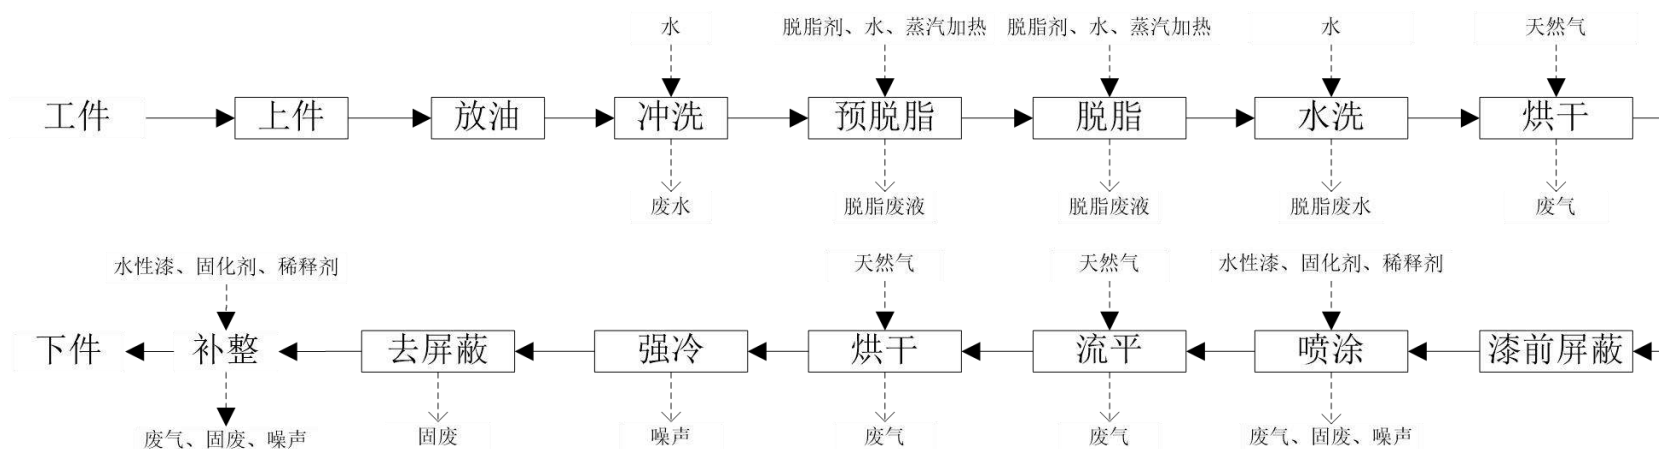 水 脱脂剂、水、蒸汽加热 脱脂剂、水、蒸汽加热 水 天然气
工件 上件 放油 冲洗 预脱脂 脱脂 水洗 烘干
废水 脱脂废液 脱脂废液 脱脂废水 废气
水性漆、固化剂、稀释剂 天然气 天然气 水性漆、固化剂、稀释剂
下件 补整 去屏蔽 强冷 烘干 流平 喷涂 漆前屏蔽
废气、固废、噪声 固废 噪声 废气 废气 废气、固废、噪声